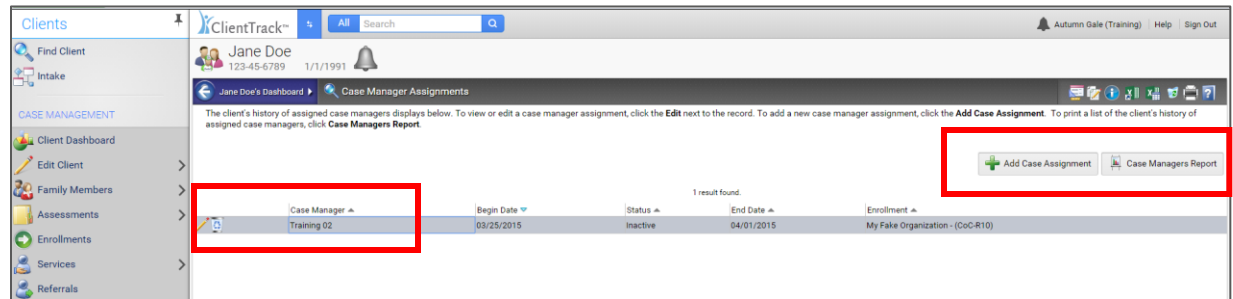 Clients
Find Client
Intake
CASE MANAGEMENT
Client Dashboard
Edit Client
Family Members
Assessments
Enrollments
Services
Referrals
ClientTrack™ All Search
Autumn Gale (Training) Help Sign Out
Jane Doe
123-45-6789 1/1/1991
Jane Doe's Dashboard Case Manager Assignments
The client's history of assigned case managers displays below. To view or edit a case manager assignment, click the Edit next to the record. To add a new case manager assignment, click the Add Case Assignment. To print a list of the client's history of
assigned case managers, click Case Managers Report.
Add Case Assignment Case Managers Report
1 result found.
Case Manager Begin Date Status End Date Enrollment
Training 02 03/25/2015 Inactive 04/01/2015 My Fake Organization - (CoC-R10)